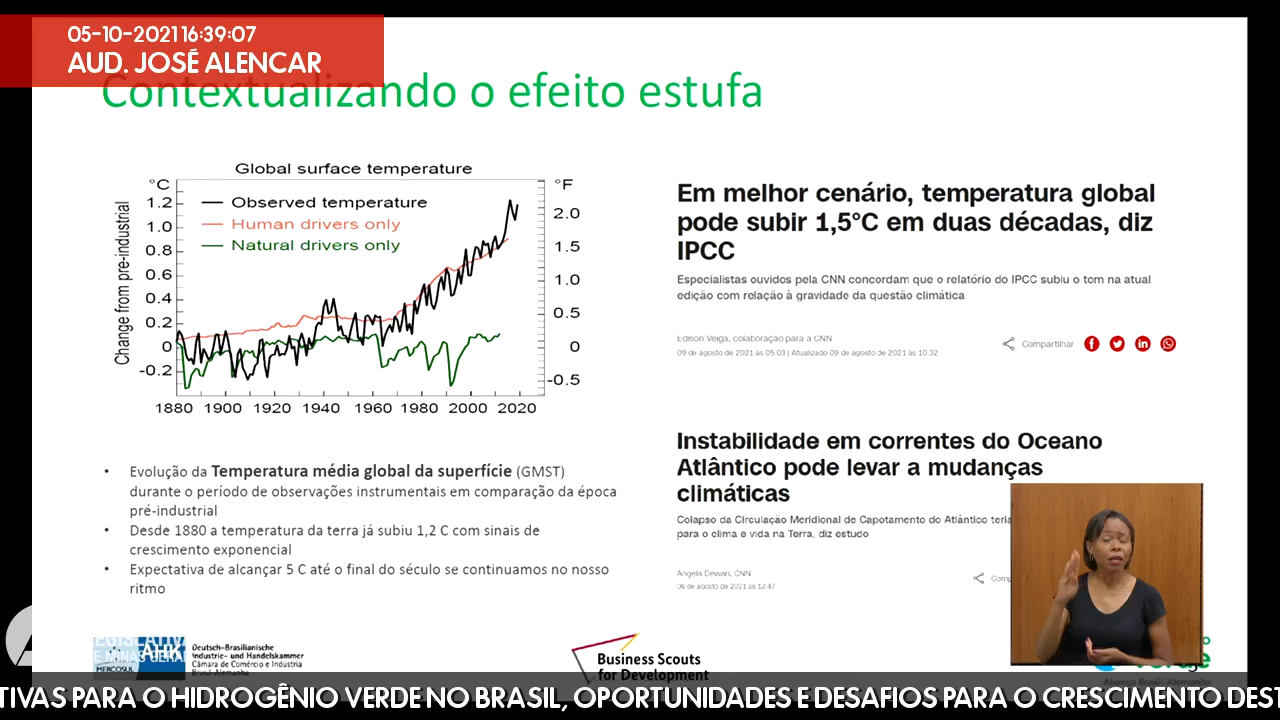 05-10-2021 16:39:07
AUD. JOSÉ ALENCAR
Contextualizando o efeito estufa
Global surface temperature
°C
°F
Change from pre-industrial
1.2
1.0
0.8
0.6
0.4
0.2
0
-0.2
Observed temperature
Human drivers only
Natural drivers only
2.0
1.5
1.0
0.5
0
-0.5
1880 1900 1920 1940 1960 1980 2000 2020
• Evolução da Temperatura média global da superfície (GMST)
durante o período de observações instrumentais em comparação da época
pré-industrial
• Desde 1880 a temperatura da terra já subiu 1,2 C com sinais de
crescimento exponencial
• Expectativa de alcançar 5 C até o final do século se continuamos no nosso
ritmo
Em melhor cenário, temperatura global
pode subir 1,5°C em duas décadas, diz
IPCC
Especialistas ouvidos pela CNN concordam que o relatório do IPCC subiu o tom na atual
edição com relação à gravidade da questão climática
Edison Veiga, colaboração para a CNN
09 de agosto de 2021 às 05:03 | Atualizado 09 de agosto de 2021 às 10:32
Compartilhar
Instabilidade em correntes do Oceano
Atlântico pode levar a mudanças
climáticas
Colapso da Circulação Meridional de Capotamento do Atlântico teria
para o clima e vida na Terra, diz estudo
Angela Dewan, CNN
06 de agosto de 2021 às 12:47
Comp
AHK
MERCOSUL
Deutsch-Brasilianische
Industrie- und Handelskammer
Câmara de Comércio e Indústria
Brasil-Alemanha
Business Scouts
for Development
Aliança Brasil-Alemanha
TIVAS PARA O HIDROGÊNIO VERDE NO BRASIL, OPORTUNIDADES E DESAFIOS PARA O CRESCIMENTO DEST